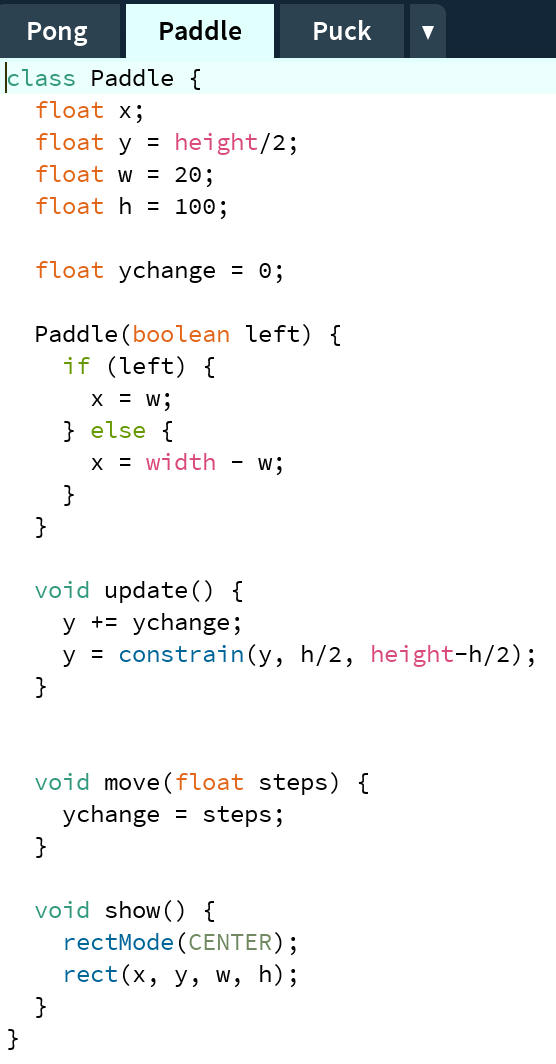 Pong Paddle Puck ▼
class Paddle {
  float x;
  float y = height/2;
  float w = 20;
  float h = 100;

  float ychange = 0;

  Paddle(boolean left) {
    if (left) {
      x = w;
    } else {
      x = width - w;
    }
  }

  void update() {
    y += ychange;
    y = constrain(y, h/2, height-h/2);
  }


  void move(float steps) {
    ychange = steps;
  }

  void show() {
    rectMode(CENTER);
    rect(x, y, w, h);
  }
}